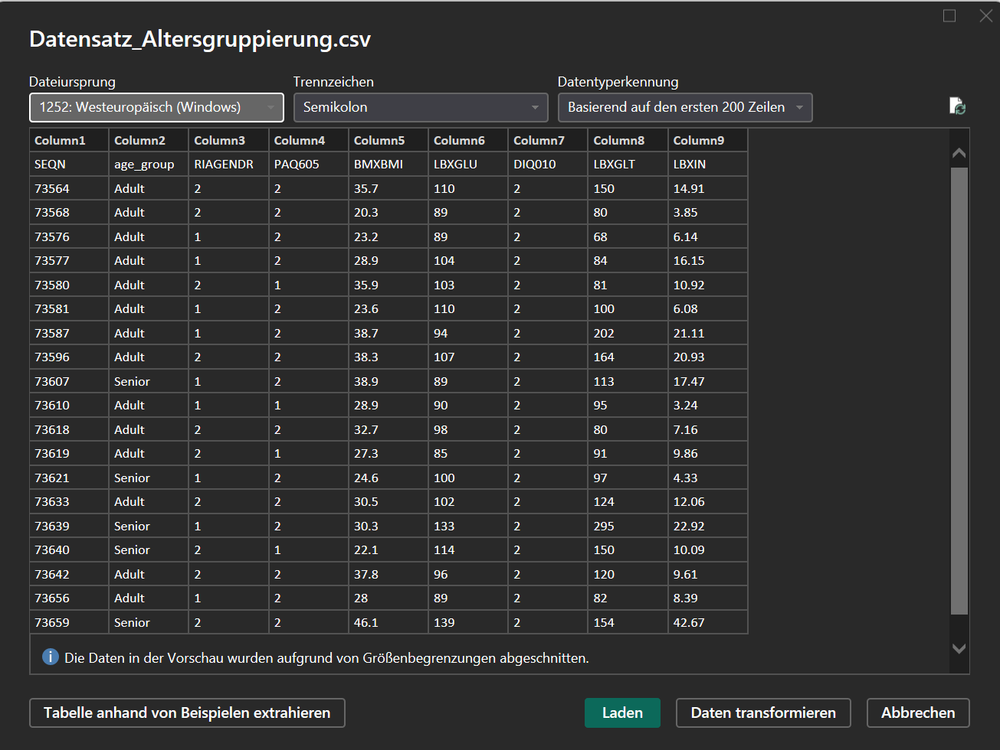 Datensatz_Altersgruppierung.csv
Dateiursprung Trennzeichen Datentyperkennung
1252: Westeuropäisch (Windows) Semikolon Basierend auf den ersten 200 Zeilen
Column1 Column2 Column3 Column4 Column5 Column6 Column7 Column8 Column9
SEQN age_group RIAGENDR PAQ605 BMXBMI LBXGLU DIQ010 LBXGLT LBXIN
73564 Adult 2 2 35.7 110 2 150 14.91
73568 Adult 2 2 20.3 89 2 80 3.85
73576 Adult 1 2 23.2 89 2 68 6.14
73577 Adult 1 2 28.9 104 2 84 16.15
73580 Adult 2 1 35.9 103 2 81 10.92
73581 Adult 1 2 23.6 110 2 100 6.08
73587 Adult 1 2 38.7 94 2 202 21.11
73596 Adult 2 2 38.3 107 2 164 20.93
73607 Senior 1 2 38.9 89 2 113 17.47
73610 Adult 1 1 28.9 90 2 95 3.24
73618 Adult 2 2 32.7 98 2 80 7.16
73619 Adult 2 1 27.3 85 2 91 9.86
73621 Senior 1 2 24.6 100 2 97 4.33
73633 Adult 2 2 30.5 102 2 124 12.06
73639 Senior 1 2 30.3 133 2 295 22.92
73640 Senior 2 1 22.1 114 2 150 10.09
73642 Adult 2 2 37.8 96 2 120 9.61
73656 Adult 1 2 28 89 2 82 8.39
73659 Senior 2 2 46.1 139 2 154 42.67
Die Daten in der Vorschau wurden aufgrund von Größenbegrenzungen abgeschnitten.
Tabelle anhand von Beispielen extrahieren Laden Daten transformieren Abbrechen